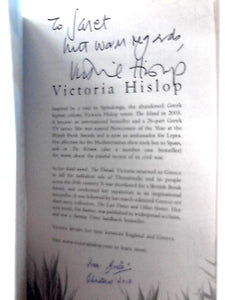 To Janet
with warm regards,
Victoria Hislop
Victoria Hislop
Inspired by a visit to Spinalonga, the abandoned Greek
leprosy colony, Victoria Hislop wrote The Island in 2005.
It became an international bestseller and a 26-part Greek
TV series. She was named Newcomer of the Year at the
British Book Awards and is now an ambassador for Lepra.
Her affection for the Mediterranean then took her to Spain,
and in The Return (also a number one bestseller)
she wrote about the painful secrets of its civil war.
In her third novel, The Thread, Victoria returned to Greece
to tell the turbulent tale of Thessaloniki and its people
across the 20th century. It was shortlisted for a British Book
Award, and confirmed her reputation as an inspirational
storyteller. It was followed by her much-admired Greece-set
story collection, The Last Dance and Other Stories. Her
novel, The Sunrise, was published to widespread acclaim,
and was a Sunday Times hardback bestseller.
Victoria divides her time between England and Greece.
Visit www.victoriahislop.com to learn more.
from
Christmas